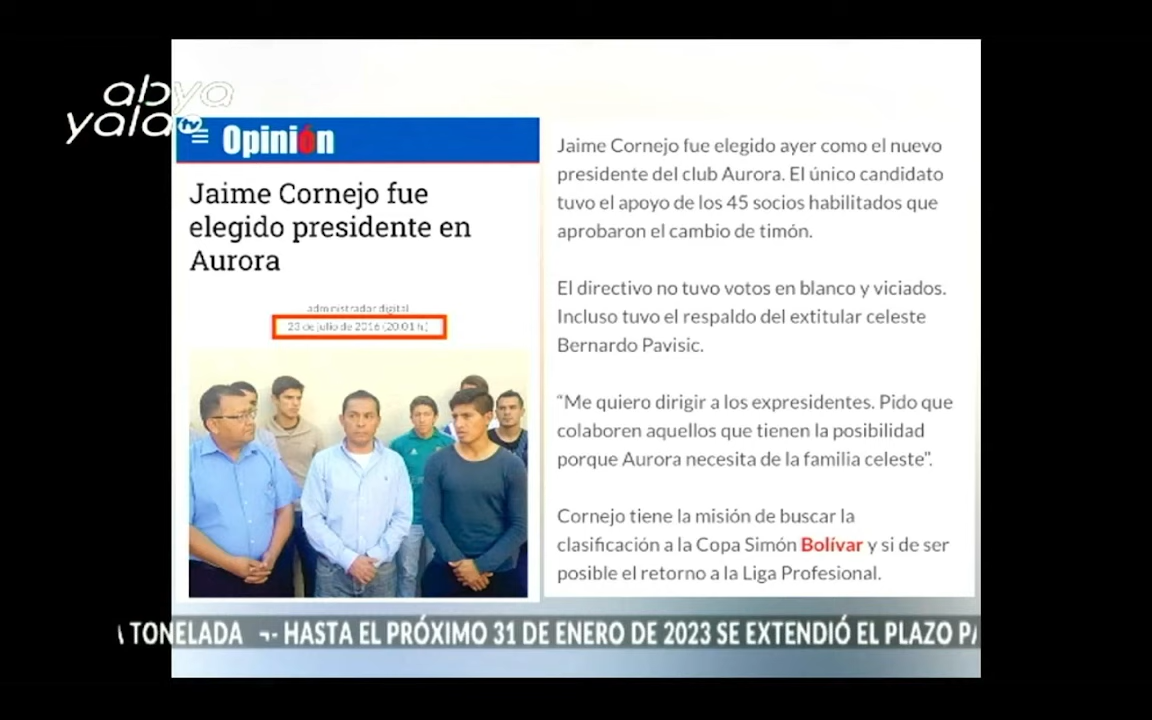 abya
yala tv
Opinión
Jaime Cornejo fue
elegido presidente en
Aurora
administrador digital
23 de julio de 2016 (20:01 h.)
Jaime Cornejo fue elegido ayer como el nuevo
presidente del club Aurora. El único candidato
tuvo el apoyo de los 45 socios habilitados que
aprobaron el cambio de timón.
El directivo no tuvo votos en blanco y viciados.
Incluso tuvo el respaldo del extitular celeste
Bernardo Pavisic.
“Me quiero dirigir a los expresidentes. Pido que
colaboren aquellos que tienen la posibilidad
porque Aurora necesita de la familia celeste”.
Cornejo tiene la misión de buscar la
clasificación a la Copa Simón Bolívar y si de ser
posible el retorno a la Liga Profesional.
TONELADA -- HASTA EL PRÓXIMO 31 DE ENERO DE 2023 SE EXTENDIÓ EL PLAZO